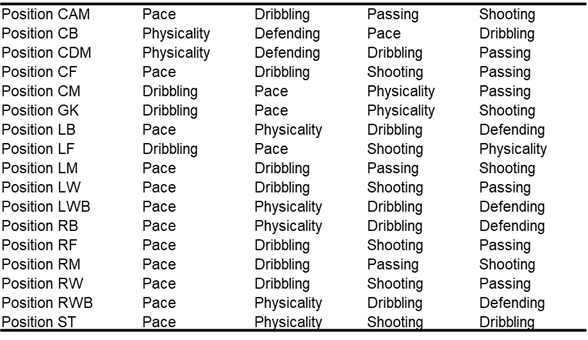 Position CAM Pace Dribbling Passing Shooting
Position CB Physicality Defending Pace Dribbling
Position CDM Physicality Defending Dribbling Passing
Position CF Pace Dribbling Shooting Passing
Position CM Dribbling Pace Physicality Passing
Position GK Dribbling Pace Physicality Shooting
Position LB Pace Physicality Dribbling Defending
Position LF Dribbling Pace Shooting Physicality
Position LM Pace Dribbling Passing Shooting
Position LW Pace Dribbling Shooting Passing
Position LWB Pace Physicality Dribbling Defending
Position RB Pace Physicality Dribbling Defending
Position RF Pace Dribbling Shooting Passing
Position RM Pace Dribbling Passing Shooting
Position RW Pace Dribbling Shooting Passing
Position RWB Pace Physicality Dribbling Defending
Position ST Pace Physicality Shooting Dribbling